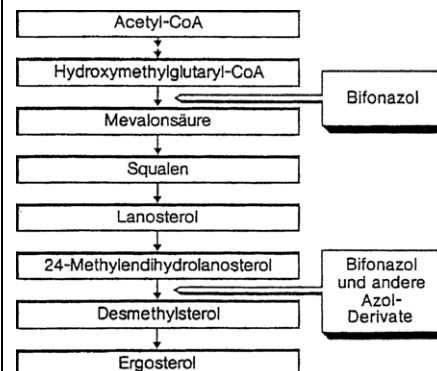 Acetyl-CoA
Hydroxymethylglutaryl-CoA
Bifonazol
Mevalonsäure
Squalen
Lanosterol
24-Methylendihydrolanosterol
Bifonazol
und andere
Azol-
Derivate
Desmethylsterol
Ergosterol